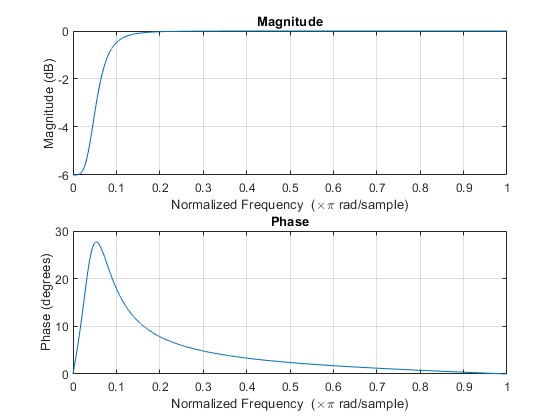 Magnitude
0
-2
-4
-6
Magnitude (dB)
0 0.1 0.2 0.3 0.4 0.5 0.6 0.7 0.8 0.9 1
Normalized Frequency (×π rad/sample)
Phase
30
20
10
0
Phase (degrees)
0 0.1 0.2 0.3 0.4 0.5 0.6 0.7 0.8 0.9 1
Normalized Frequency (×π rad/sample)